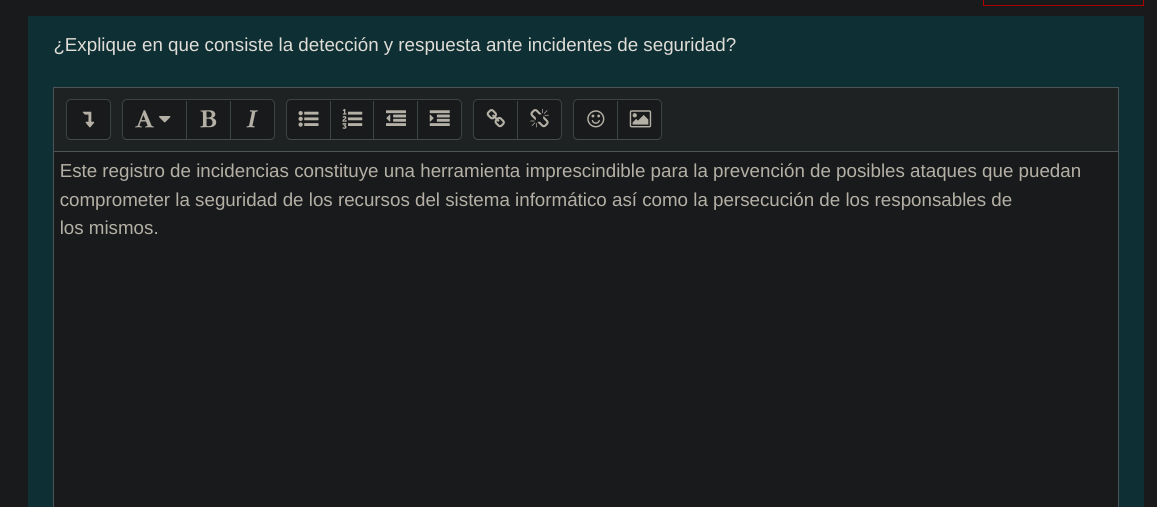 ¿Explique en que consiste la detección y respuesta ante incidentes de seguridad?
Este registro de incidencias constituye una herramienta imprescindible para la prevención de posibles ataques que puedan
comprometer la seguridad de los recursos del sistema informático así como la persecución de los responsables de
los mismos.